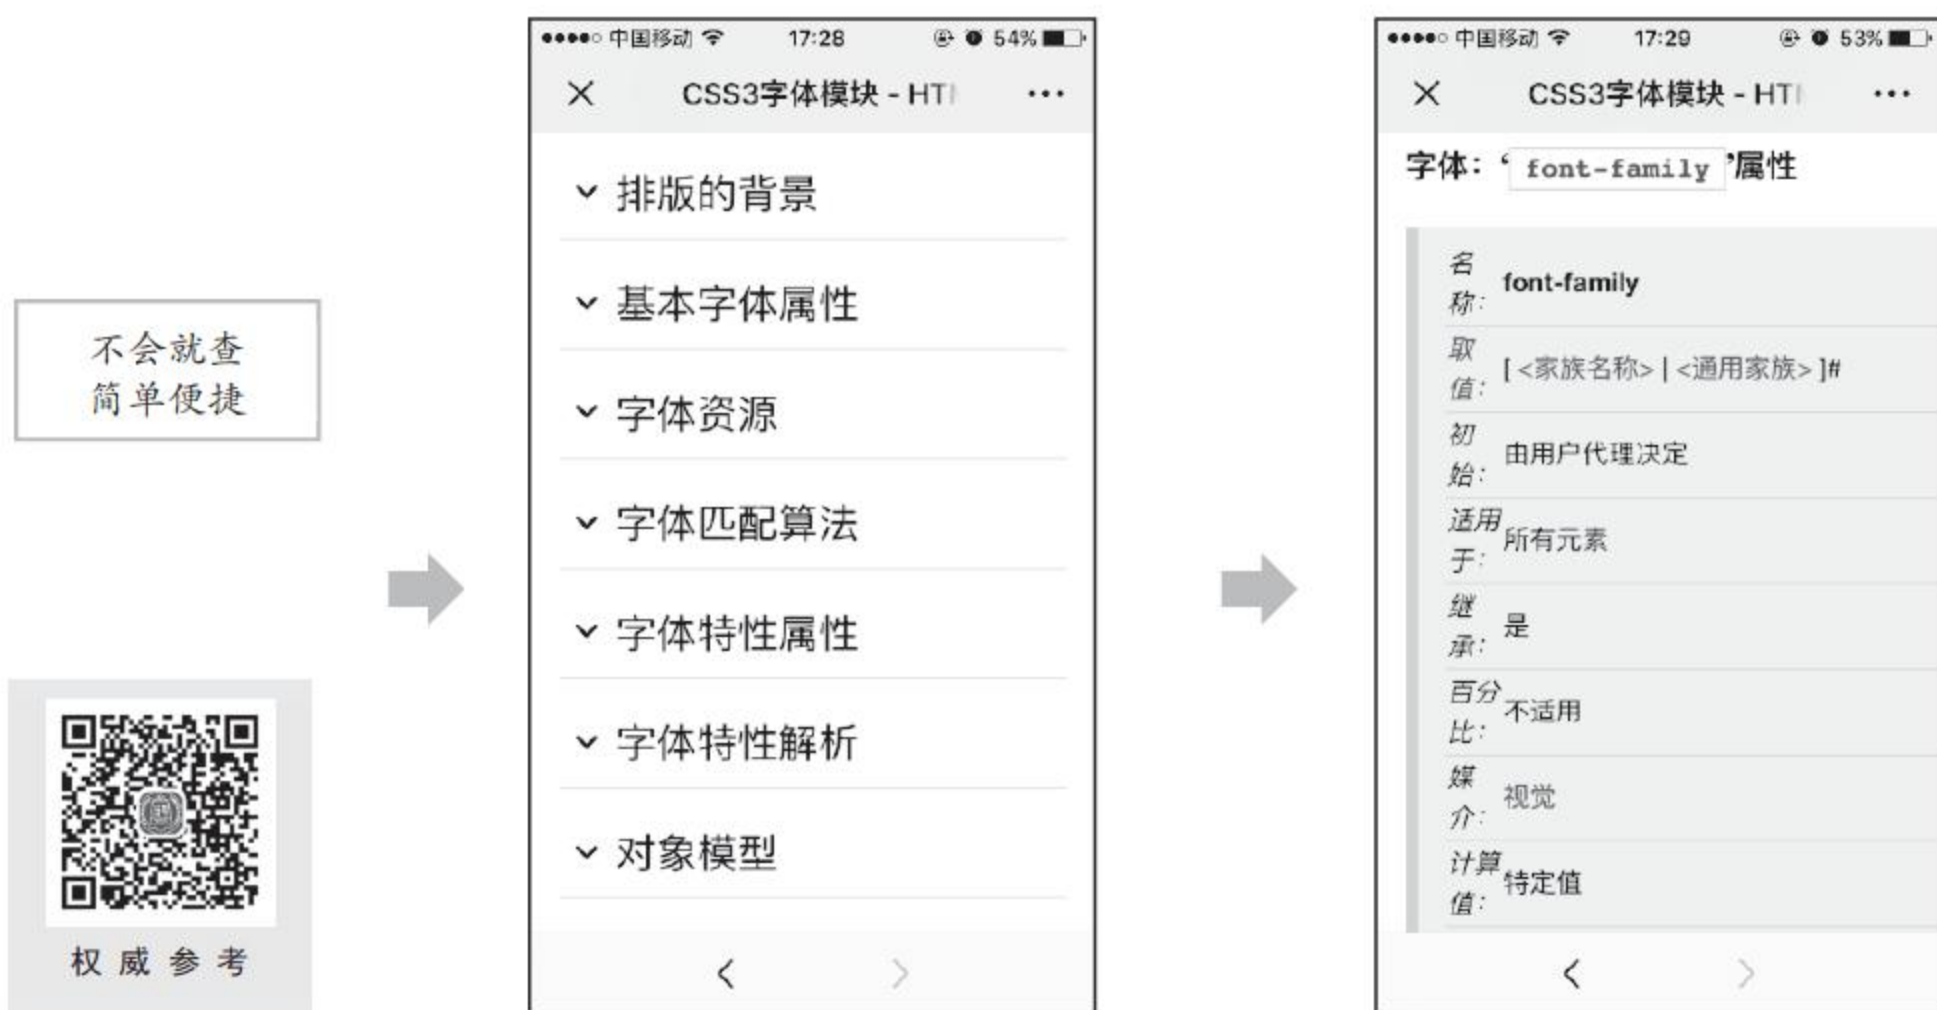 不会就查
简单便捷
权威参考
中国移动 17:28 54%
CSS3字体模块 - HT
排版的背景
基本字体属性
字体资源
字体匹配算法
字体特性属性
字体特性解析
对象模型
中国移动 17:29 53%
CSS3字体模块 - HT
字体：‘font-family’属性
名称： font-family
取值： [ <家族名称> | <通用家族> ]#
初始： 由用户代理决定
适用于： 所有元素
继承： 是
百分比： 不适用
媒介： 视觉
计算值： 特定值